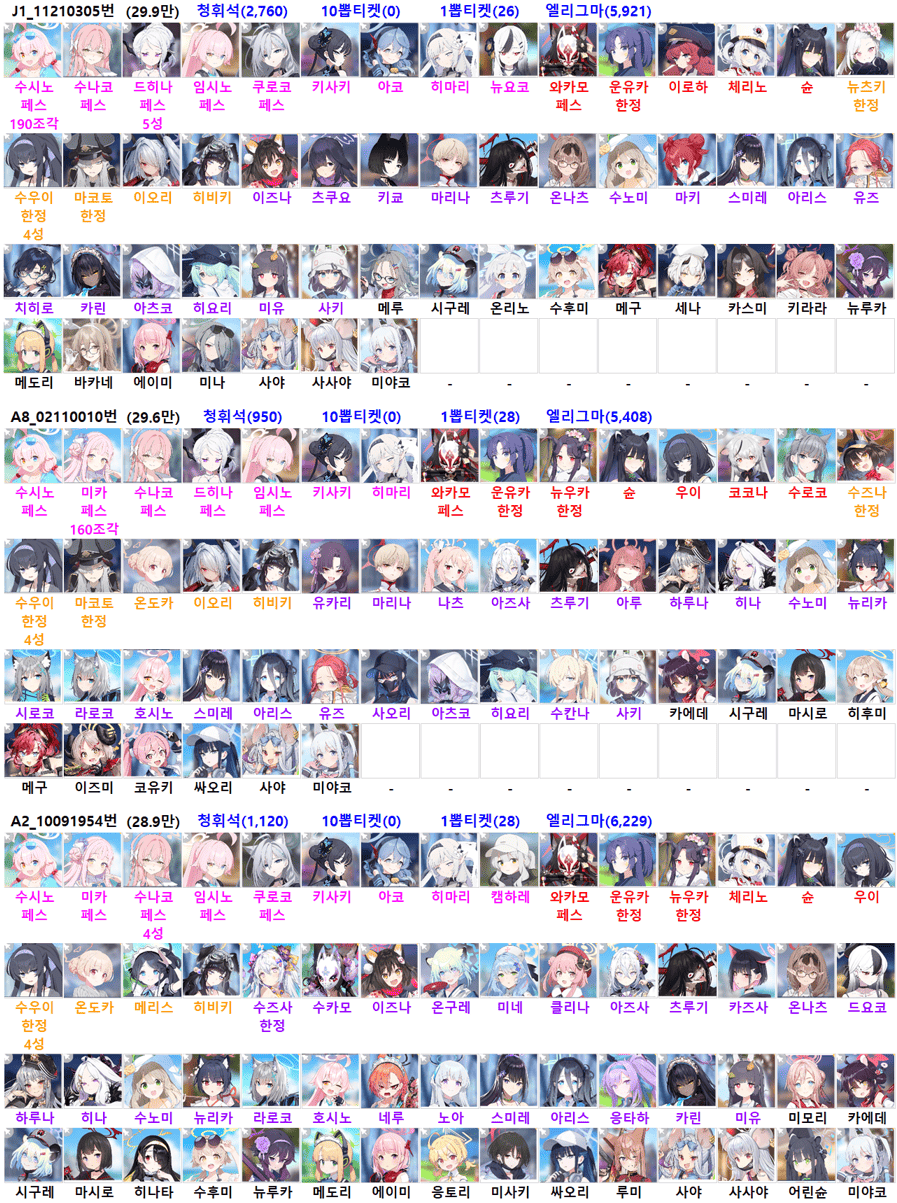 J1_11210305번 (29.9만) 청휘석(2,760) 10뽑티켓(0) 1뽑티켓(26) 엘리그마(5,921)
수시노 수나코 드히나 임시노 쿠로코 키사키 아코 히마리 뉴요코 와카모 운유카 이로하 체리노 슌 뉴츠키
페스 페스 페스 페스 페스 페스 한정 한정
190조각 5성
수우이 마코토 이오리 히비키 이즈나 츠쿠요 키쿄 마리나 츠루기 온나츠 수노미 마키 스미레 아리스 유즈
한정 한정
4성
치히로 카린 아츠코 히요리 미유 사키 메루 시구레 온리노 수후미 메구 세나 카스미 키라라 뉴루카
메도리 바카네 에이미 미나 사야 사사야 미야코 - - - - - - - -
A8_02110010번 (29.6만) 청휘석(950) 10뽑티켓(0) 1뽑티켓(28) 엘리그마(5,408)
수시노 미카 수나코 드히나 임시노 키사키 히마리 와카모 운유카 뉴우카 슌 우이 코코나 수로코 수즈나
페스 페스 페스 페스 페스 페스 한정 한정 한정
160조각
수우이 마코토 온도카 이오리 히비키 유카리 마리나 나츠 아즈사 츠루기 아루 하루나 히나 수노미 뉴리카
한정 한정
4성
시로코 라로코 호시노 스미레 아리스 유즈 사오리 아츠코 히요리 수칸나 사키 카에데 시구레 마시로 히후미
메구 이즈미 코유키 싸오리 사야 미야코 - - - - - - - - -
A2_10091954번 (28.9만) 청휘석(1,120) 10뽑티켓(0) 1뽑티켓(28) 엘리그마(6,229)
수시노 미카 수나코 임시노 쿠로코 키사키 아코 히마리 캠하레 와카모 운유카 뉴우카 체리노 슌 우이
페스 페스 페스 페스 페스 페스 한정 한정
4성
수우이 온도카 메리스 히비키 수즈사 수카모 이즈나 온구레 미네 클리나 아즈사 츠루기 카즈사 온나츠 드요코
한정 한정
4성
하루나 히나 수노미 뉴리카 라로코 호시노 네루 노아 스미레 아리스 응타하 카린 미유 미모리 카에데
시구레 마시로 히나타 수후미 뉴루카 메도리 에이미 응토리 미사키 싸오리 루미 사야 사사야 어린슌 미야코